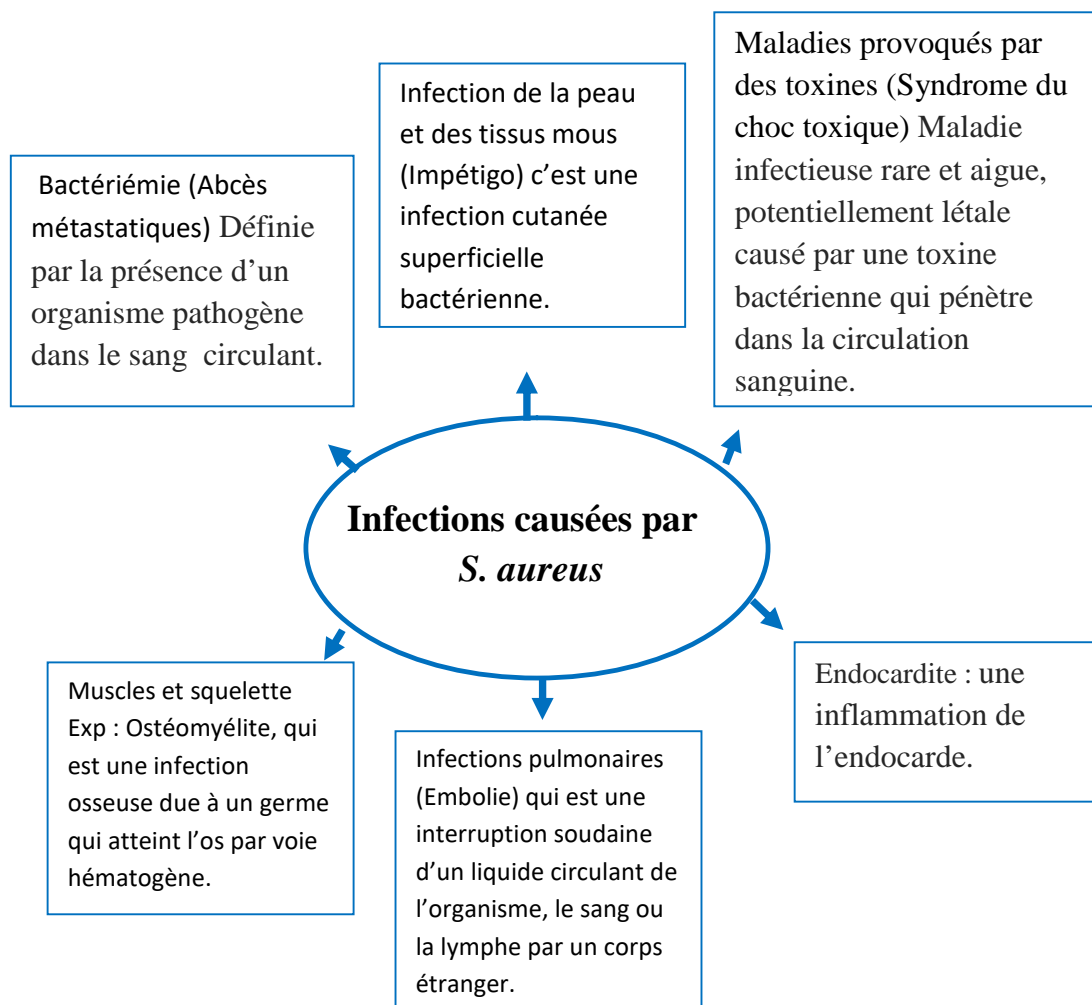 Bactériémie (Abcès
métastatiques) Définie
par la présence d'un
organisme pathogène
dans le sang circulant.
Infection de la peau
et des tissus mous
(Impétigo) c'est une
infection cutanée
superficielle
bactérienne.
Maladies provoqués par
des toxines (Syndrome du
choc toxique) Maladie
infectieuse rare et aigue,
potentiellement létale
causé par une toxine
bactérienne qui pénètre
dans la circulation
sanguine.
Infections causées par
S. aureus
Muscles et squelette
Exp : Ostéomyélite, qui
est une infection
osseuse due à un germe
qui atteint l'os par voie
hématogène.
Infections pulmonaires
(Embolie) qui est une
interruption soudaine
d'un liquide circulant de
l'organisme, le sang ou
la lymphe par un corps
étranger.
Endocardite : une
inflammation de
l'endocarde.